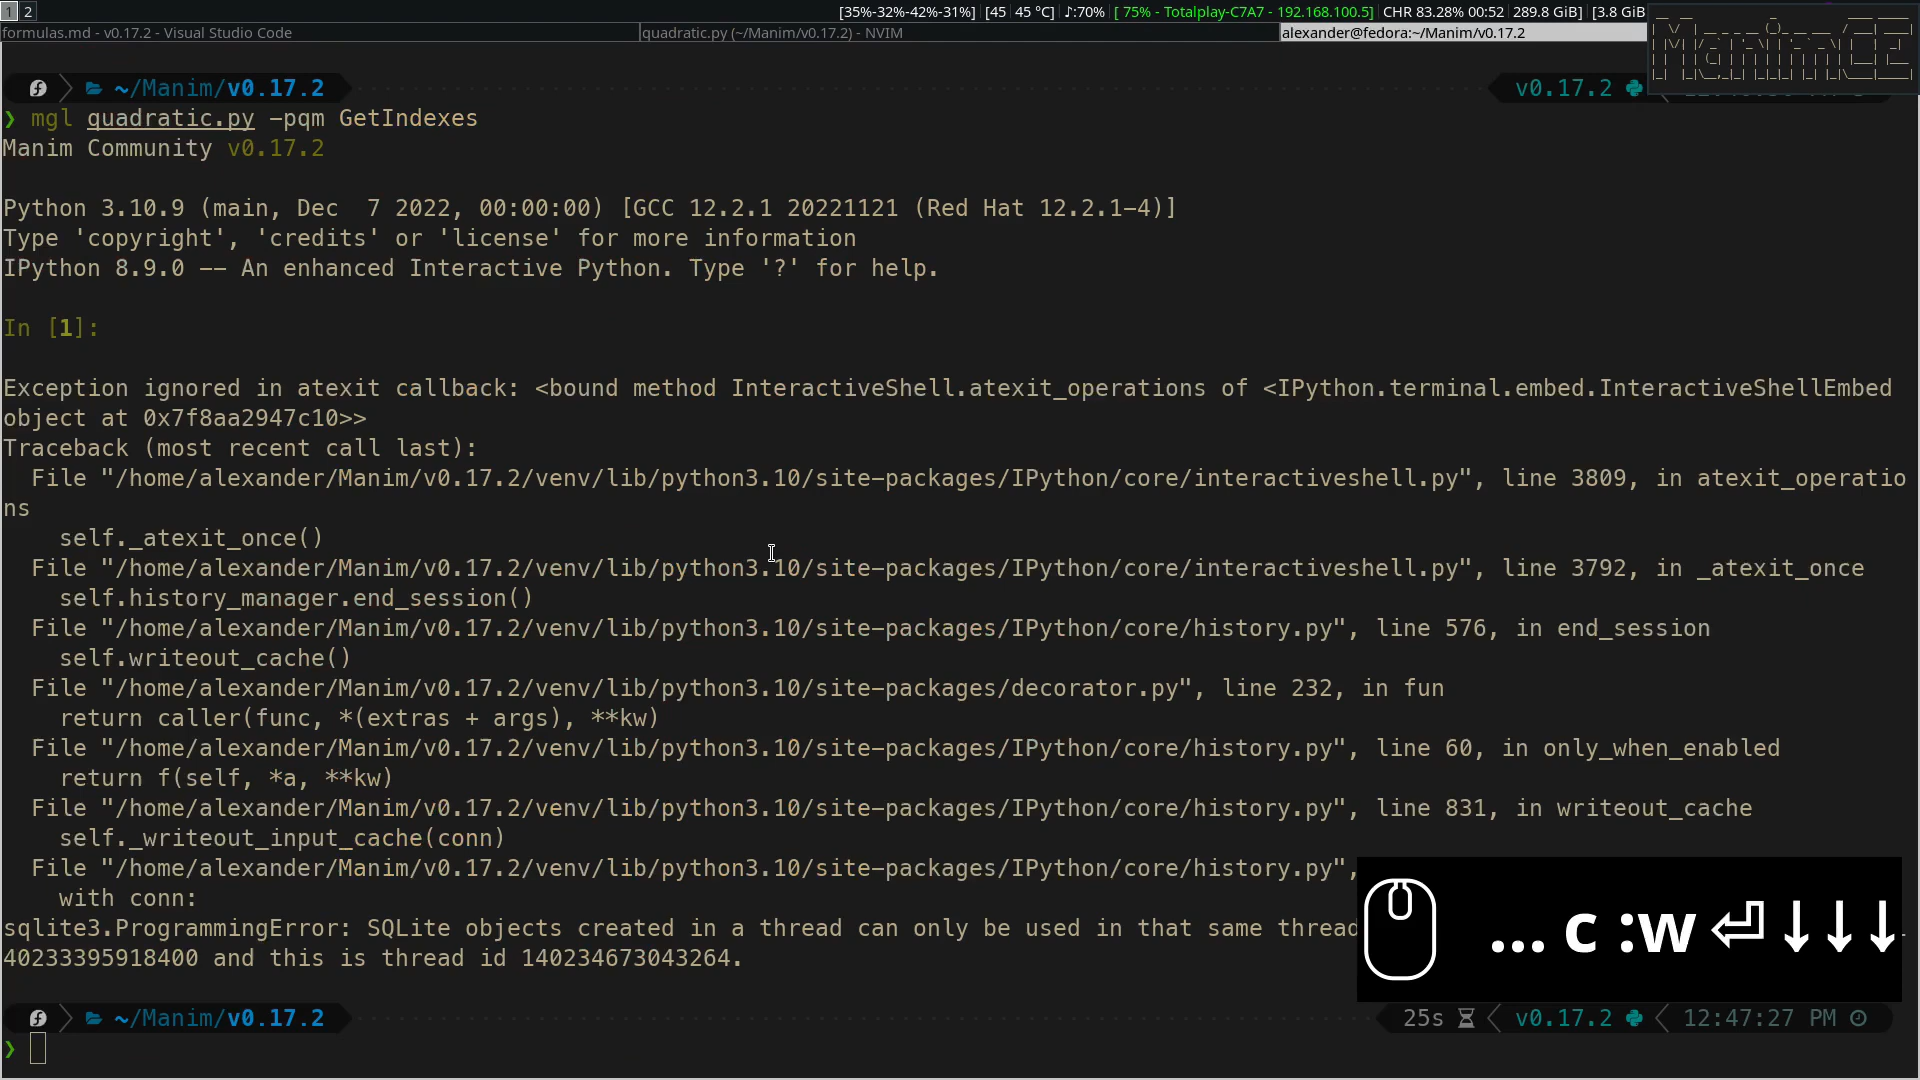 1 2 [35%-32%-42%-31%] [45 45 ºC] ♪:70% [ 75% - Totalplay-C7A7 - 192.168.100.5] CHR 83.28% 00:52 289.8 GiB] [3.8 GiB
formulas.md - v0.17.2 - Visual Studio Code quadratic.py (~/Manim/v0.17.2) - NVIM alexander@fedora:~/Manim/v0.17.2
~/Manim/v0.17.2 v0.17.2
❯ mgl quadratic.py -pqm GetIndexes
Manim Community v0.17.2
Python 3.10.9 (main, Dec  7 2022, 00:00:00) [GCC 12.2.1 20221121 (Red Hat 12.2.1-4)]
Type 'copyright', 'credits' or 'license' for more information
IPython 8.9.0 -- An enhanced Interactive Python. Type '?' for help.
In [1]:
Exception ignored in atexit callback: <bound method InteractiveShell.atexit_operations of <IPython.terminal.embed.InteractiveShellEmbed
object at 0x7f8aa2947c10>>
Traceback (most recent call last):
  File "/home/alexander/Manim/v0.17.2/venv/lib/python3.10/site-packages/IPython/core/interactiveshell.py", line 3809, in atexit_operatio
ns
    self._atexit_once()
  File "/home/alexander/Manim/v0.17.2/venv/lib/python3.10/site-packages/IPython/core/interactiveshell.py", line 3792, in _atexit_once
    self.history_manager.end_session()
  File "/home/alexander/Manim/v0.17.2/venv/lib/python3.10/site-packages/IPython/core/history.py", line 576, in end_session
    self.writeout_cache()
  File "/home/alexander/Manim/v0.17.2/venv/lib/python3.10/site-packages/decorator.py", line 232, in fun
    return caller(func, *(extras + args), **kw)
  File "/home/alexander/Manim/v0.17.2/venv/lib/python3.10/site-packages/IPython/core/history.py", line 60, in only_when_enabled
    return f(self, *a, **kw)
  File "/home/alexander/Manim/v0.17.2/venv/lib/python3.10/site-packages/IPython/core/history.py", line 831, in writeout_cache
    self._writeout_input_cache(conn)
  File "/home/alexander/Manim/v0.17.2/venv/lib/python3.10/site-packages/IPython/core/history.py",
    with conn:
sqlite3.ProgrammingError: SQLite objects created in a thread can only be used in that same thread
40233395918400 and this is thread id 140234673043264.
... c :w ⏎ ↓↓↓
~/Manim/v0.17.2 25s v0.17.2 12:47:27 PM
❯